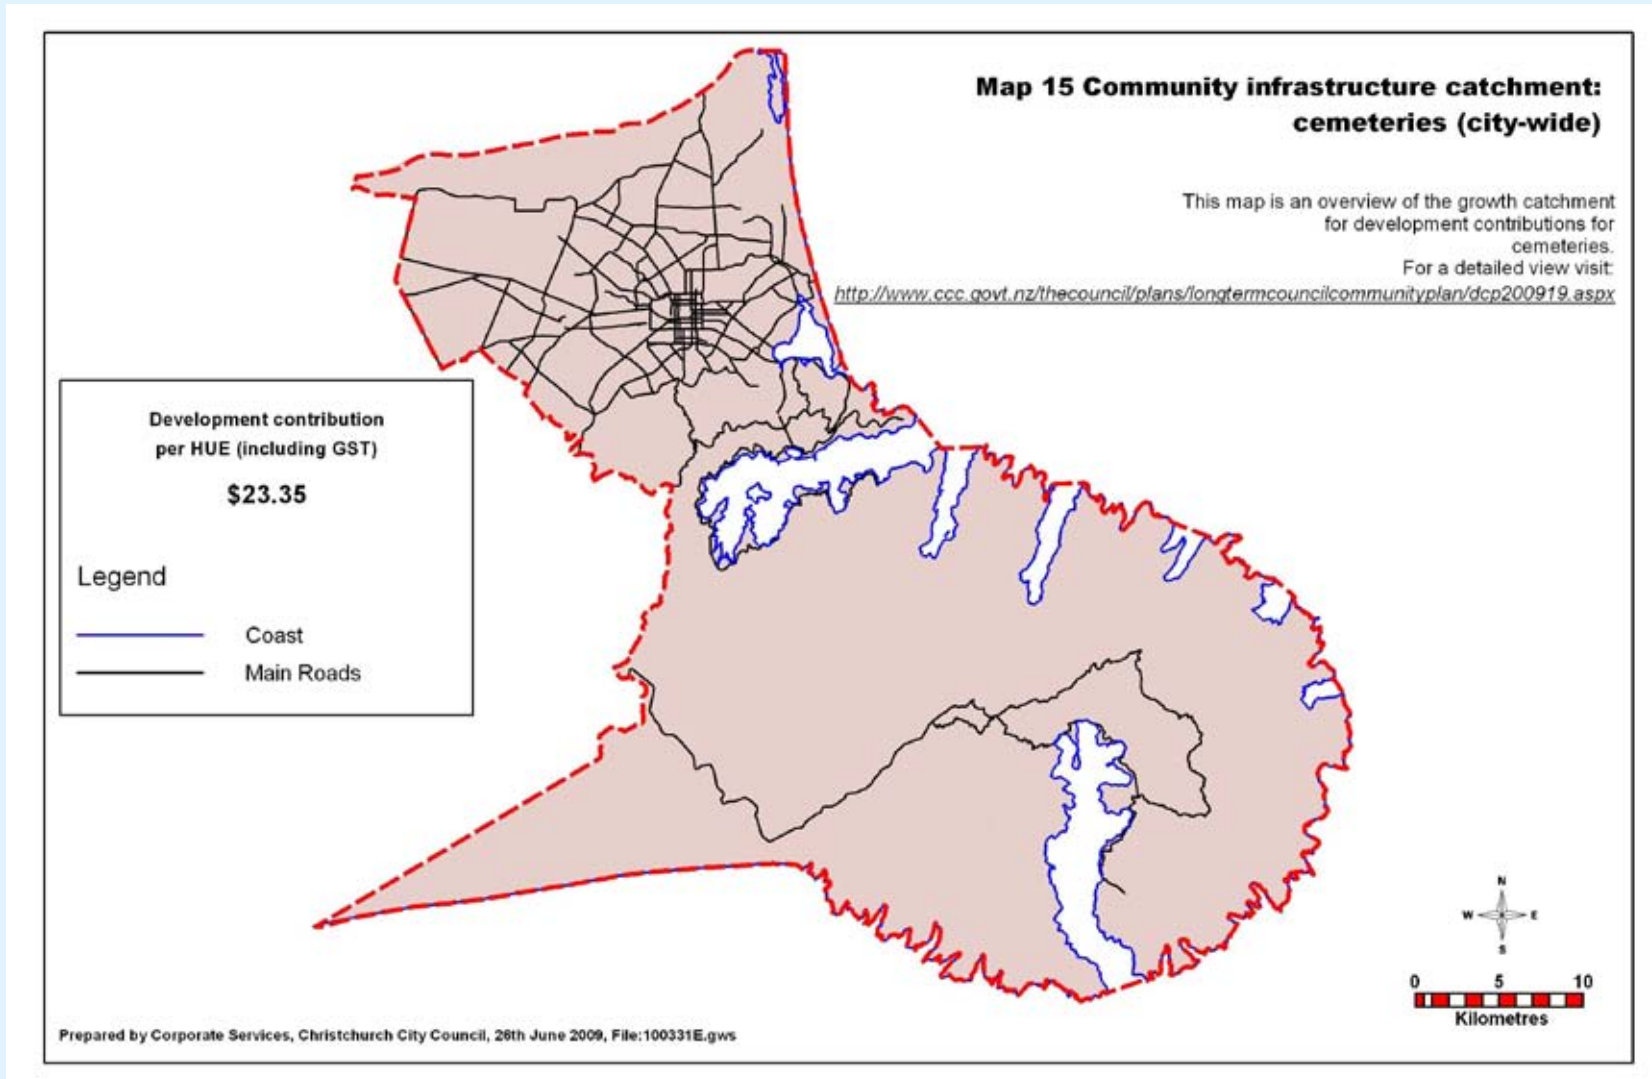 Map 15 Community infrastructure catchment:
cemeteries (city-wide)
This map is an overview of the growth catchment
for development contributions for
cemeteries.
For a detailed view visit:
http://www.ccc.govt.nz/thecouncil/plans/longtermcouncilcommunityplan/dcp200919.aspx
Development contribution
per HUE (including GST)
$23.35
Legend
Coast
Main Roads
N
W E
S
0 5 10
Kilometres
Prepared by Corporate Services, Christchurch City Council, 26th June 2009, File:100331E.gws